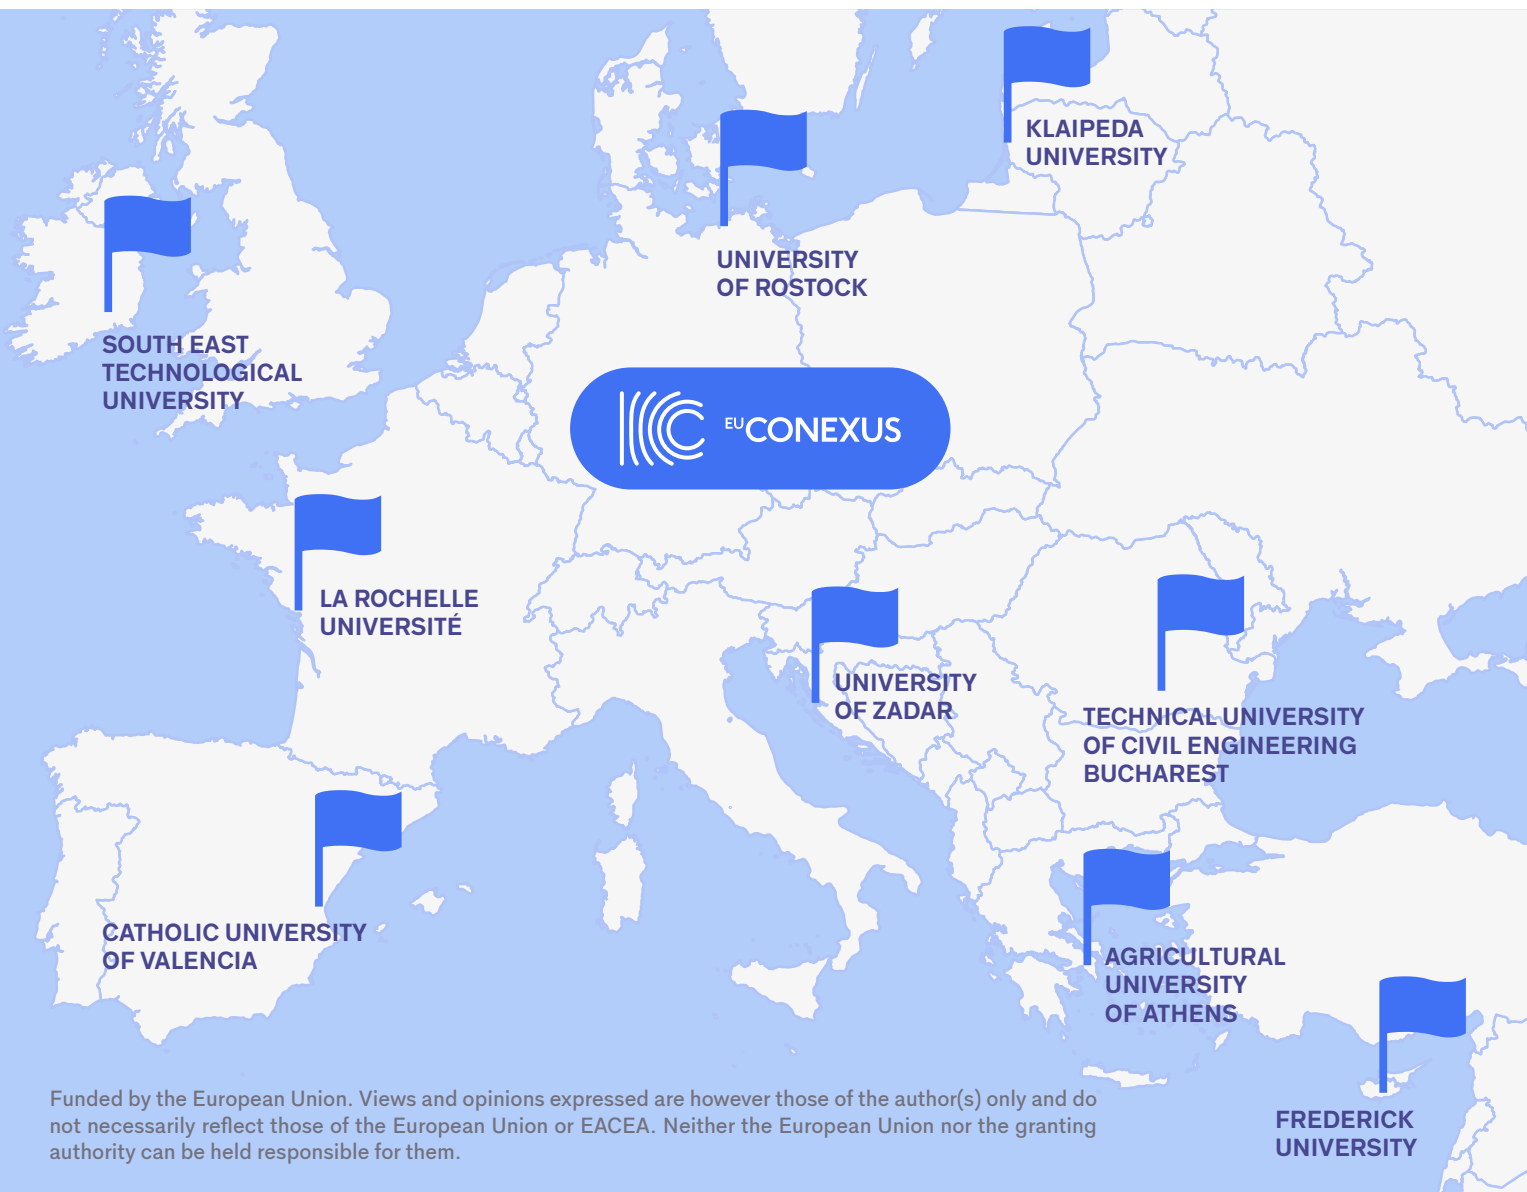 KLAIPEDA
UNIVERSITY
UNIVERSITY
OF ROSTOCK
SOUTH EAST
TECHNOLOGICAL
UNIVERSITY
EUCONEXUS
LA ROCHELLE
UNIVERSITÉ
UNIVERSITY
OF ZADAR
TECHNICAL UNIVERSITY
OF CIVIL ENGINEERING
BUCHAREST
CATHOLIC UNIVERSITY
OF VALENCIA
AGRICULTURAL
UNIVERSITY
OF ATHENS
Funded by the European Union. Views and opinions expressed are however those of the author(s) only and do
not necessarily reflect those of the European Union or EACEA. Neither the European Union nor the granting
authority can be held responsible for them.
FREDERICK
UNIVERSITY